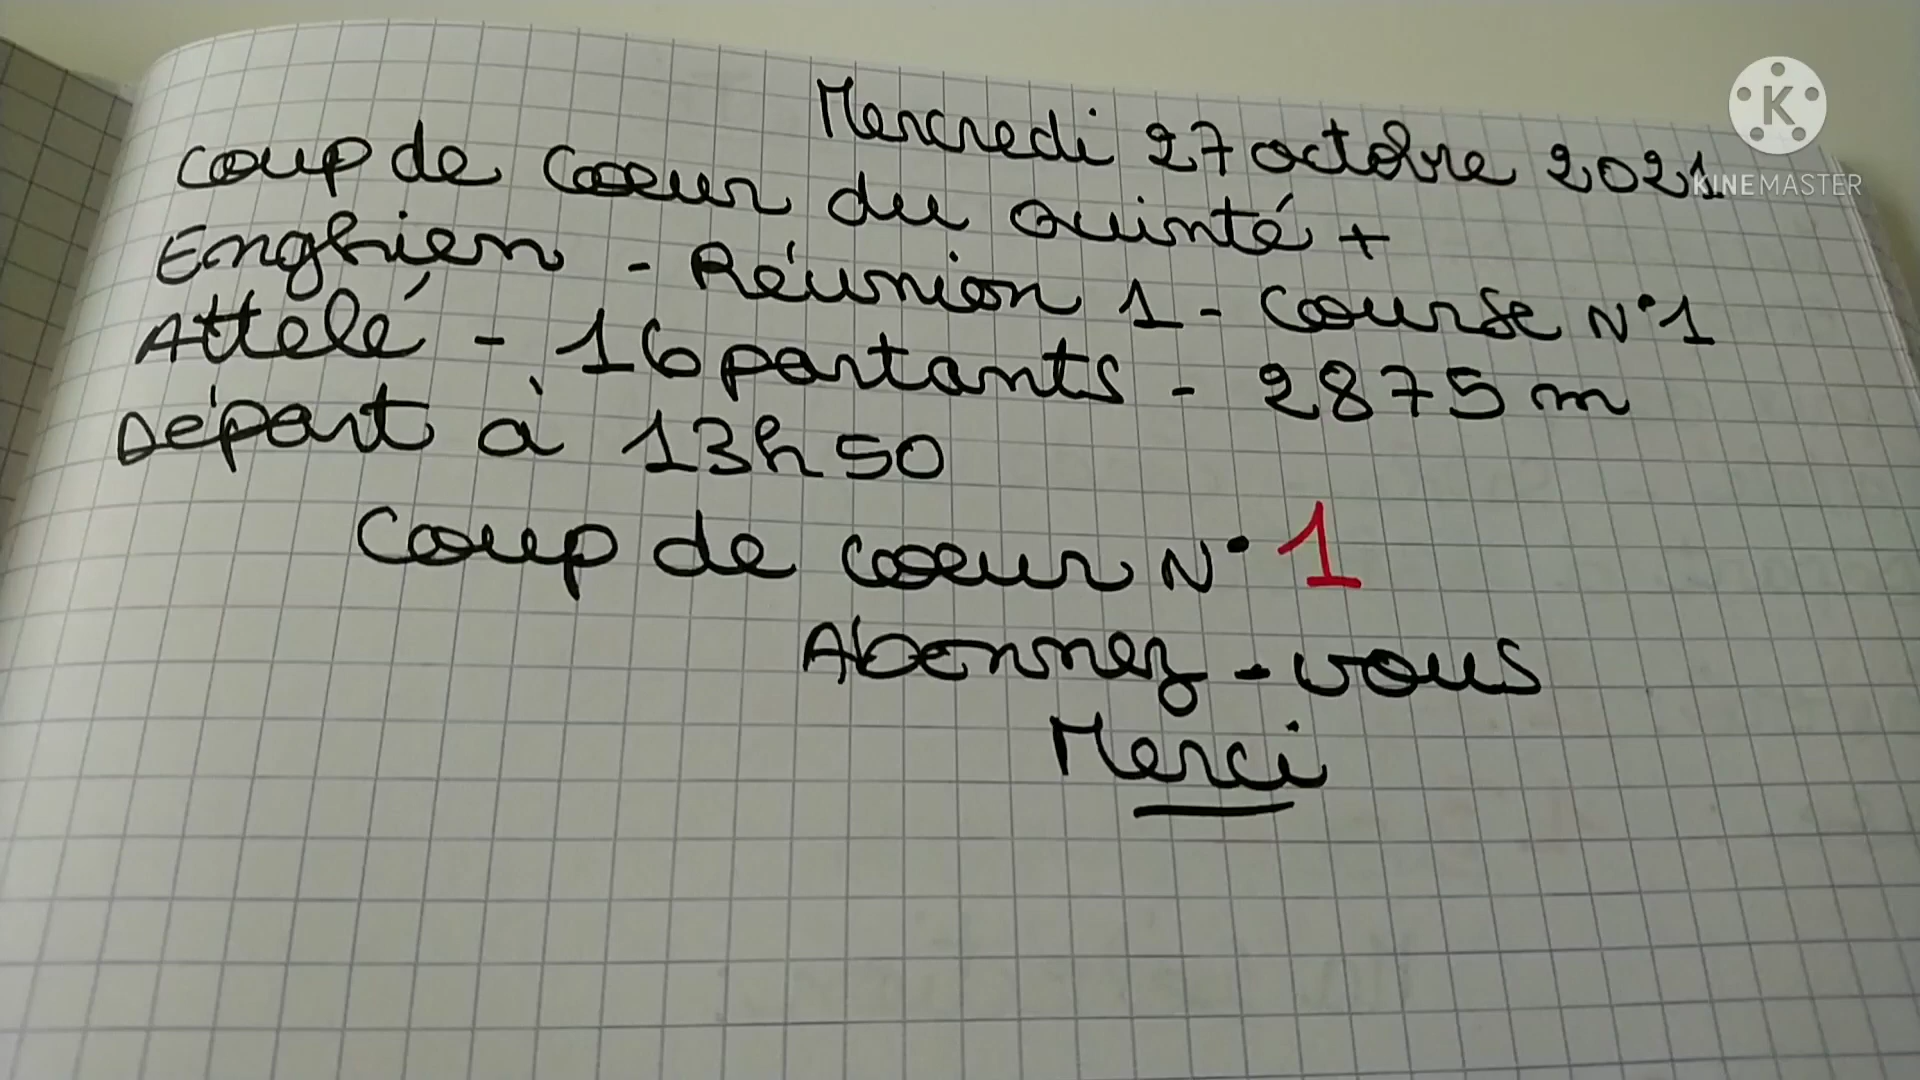 Mercredi 27 octobre 2021
Coup de coeur du Quinté +
Enghien - Réunion 1 - Course N°1
Attelé - 16 partants - 2875 m
Départ à 13h50
Coup de coeur N° 1
Abonnez-vous
Merci
K
KINEMASTER